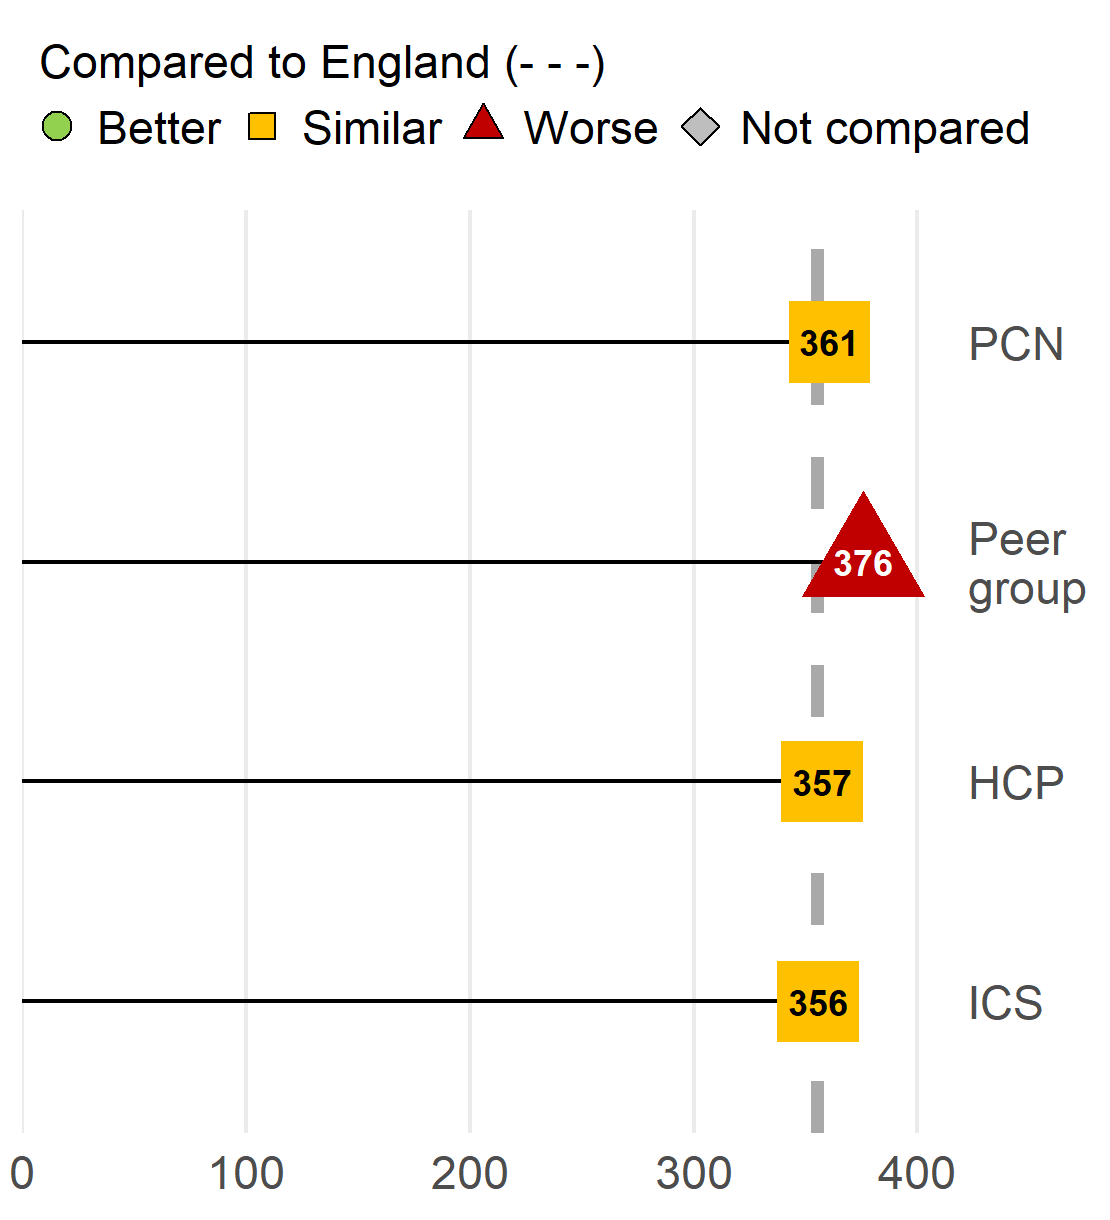 Compared to England (- - -)
Better Similar Worse Not compared
361 PCN
Peer
376
group
357 HCP
356 ICS
0 100 200 300 400